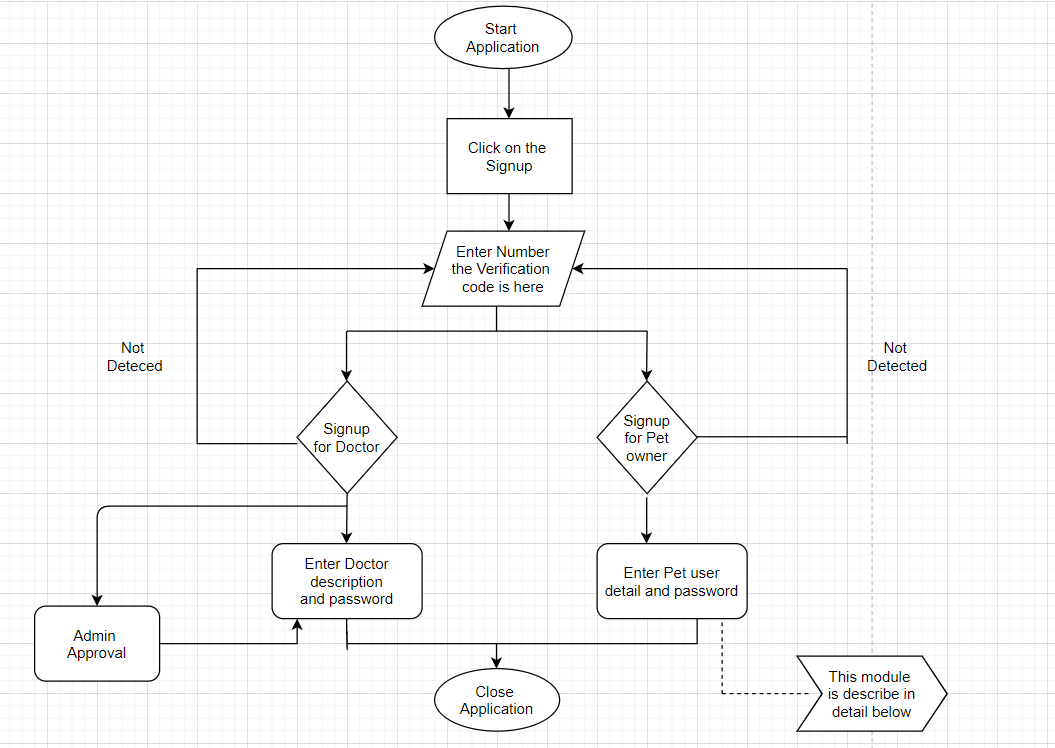 Start
Application
Click on the
Signup
Enter Number
the Verification
code is here
Not
Deteced
Not
Detected
Signup
for Doctor
Signup
for Pet
owner
Enter Doctor
description
and password
Enter Pet user
detail and password
Admin
Approval
Close
Application
This module
is describe in
detail below